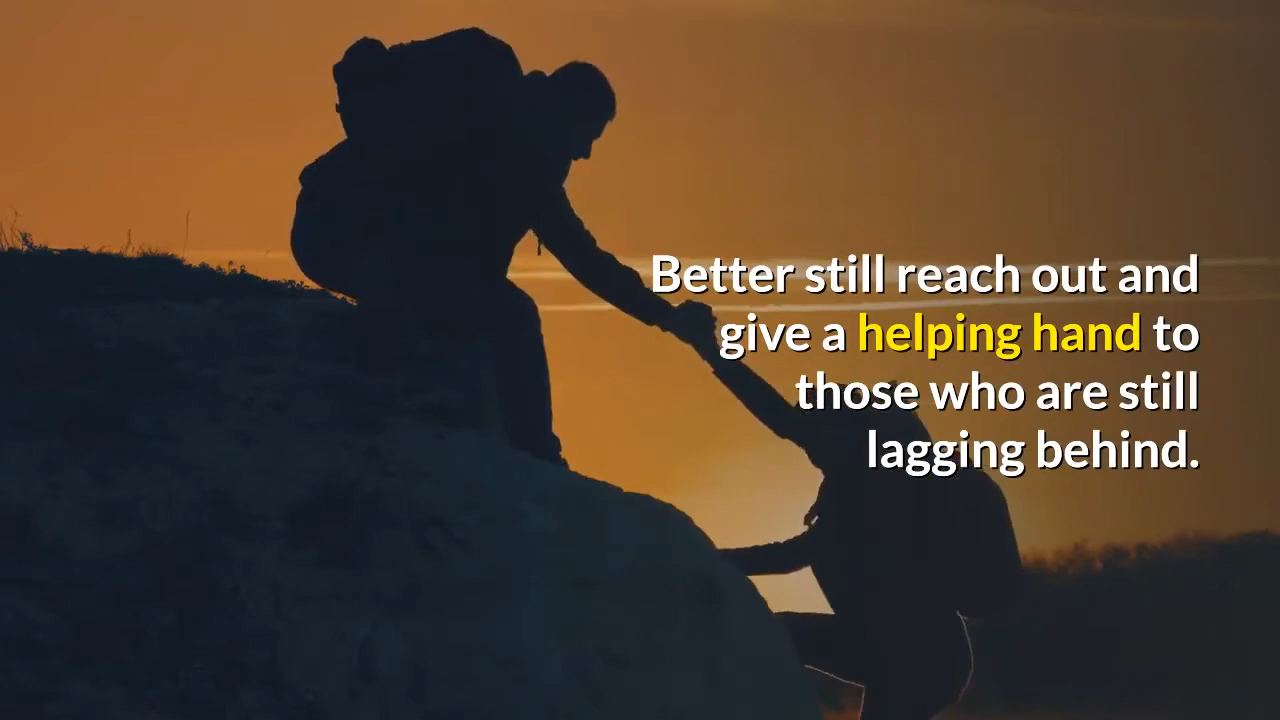 Better still reach out and
give a helping hand to
those who are still
lagging behind.